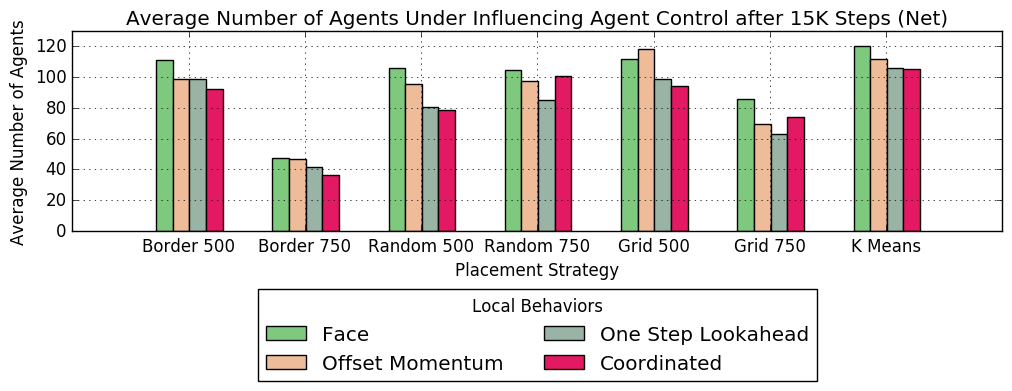 Average Number of Agents Under Influencing Agent Control after 15K Steps (Net)
Average Number of Agents
120
100
80
60
40
20
0
Border 500 Border 750 Random 500 Random 750 Grid 500 Grid 750 K Means
Placement Strategy
Local Behaviors
Face One Step Lookahead
Offset Momentum Coordinated